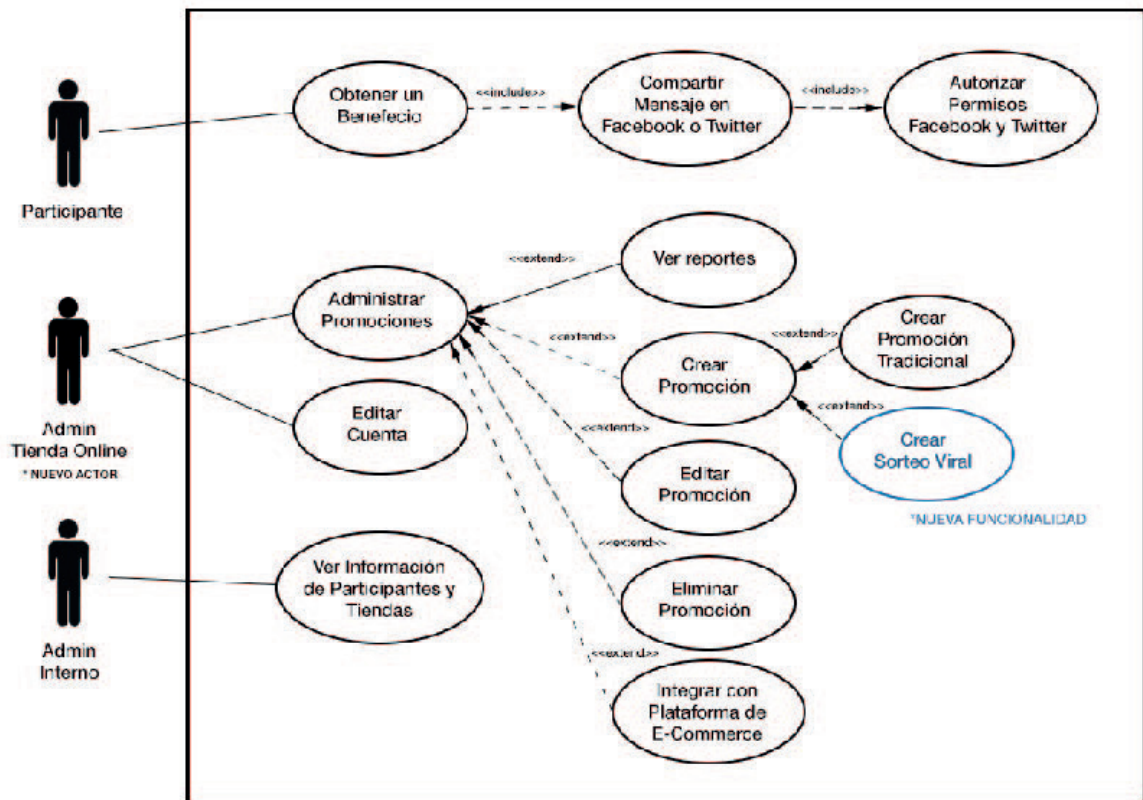 Participante
Obtener un
Benefecio
<<include>>
Compartir
Mensaje en
Facebook o Twitter
<<include>>
Autorizar
Permisos
Facebook y Twitter
Admin
Tienda Online
* NUEVO ACTOR
Administrar
Promociones
Editar
Cuenta
<<extend>>
Ver reportes
<<extend>>
Crear
Promoción
<<extend>>
Crear
Promoción
Tradicional
<<extend>>
Crear
Sorteo Viral
*NUEVA FUNCIONALIDAD
<<extend>>
Editar
Promoción
<<extend>>
Eliminar
Promoción
<<extend>>
Integrar con
Plataforma de
E-Commerce
Admin
Interno
Ver Información
de Participantes y
Tiendas